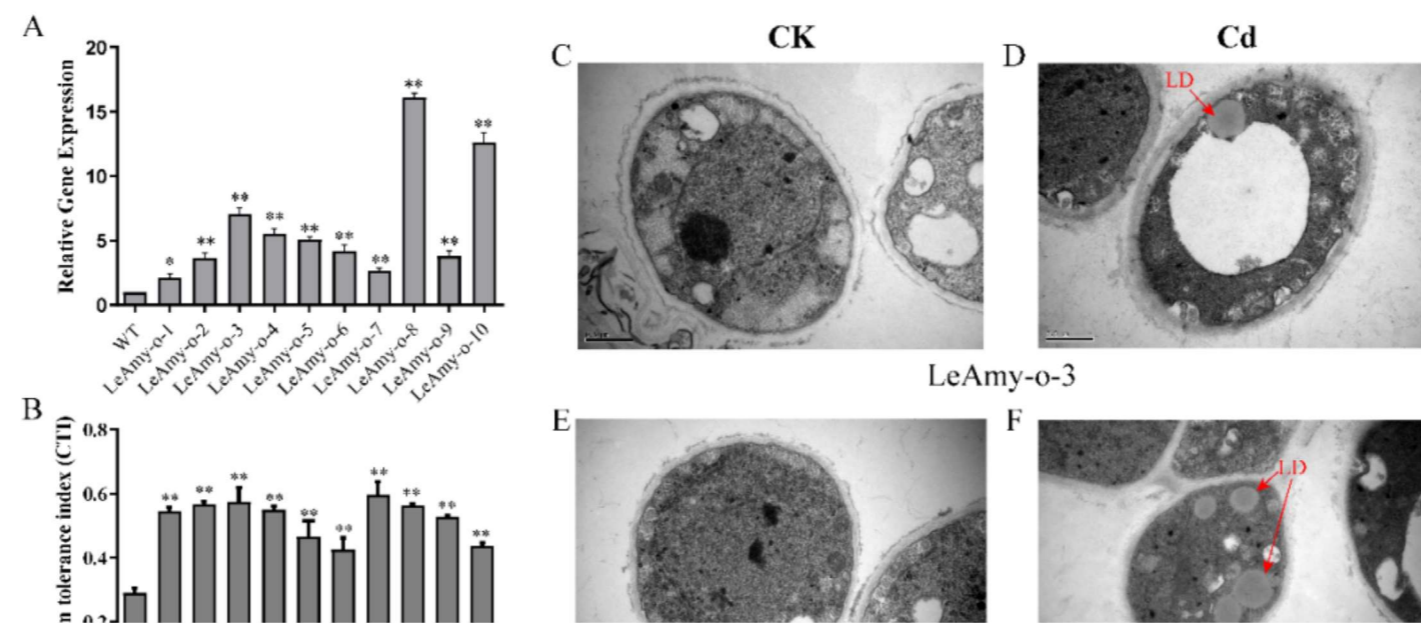 A
Relative Gene Expression
20
15
10
5
0
*
**
**
**
**
**
**
**
**
**
WT
LeAmy-o-1
LeAmy-o-2
LeAmy-o-3
LeAmy-o-4
LeAmy-o-5
LeAmy-o-6
LeAmy-o-7
LeAmy-o-8
LeAmy-o-9
LeAmy-o-10
CK
Cd
C
D
LD
LeAmy-o-3
B
tolerance index (CTI)
0.8
0.6
0.4
0.2
**
**
**
**
**
**
**
**
**
**
E
F
LD